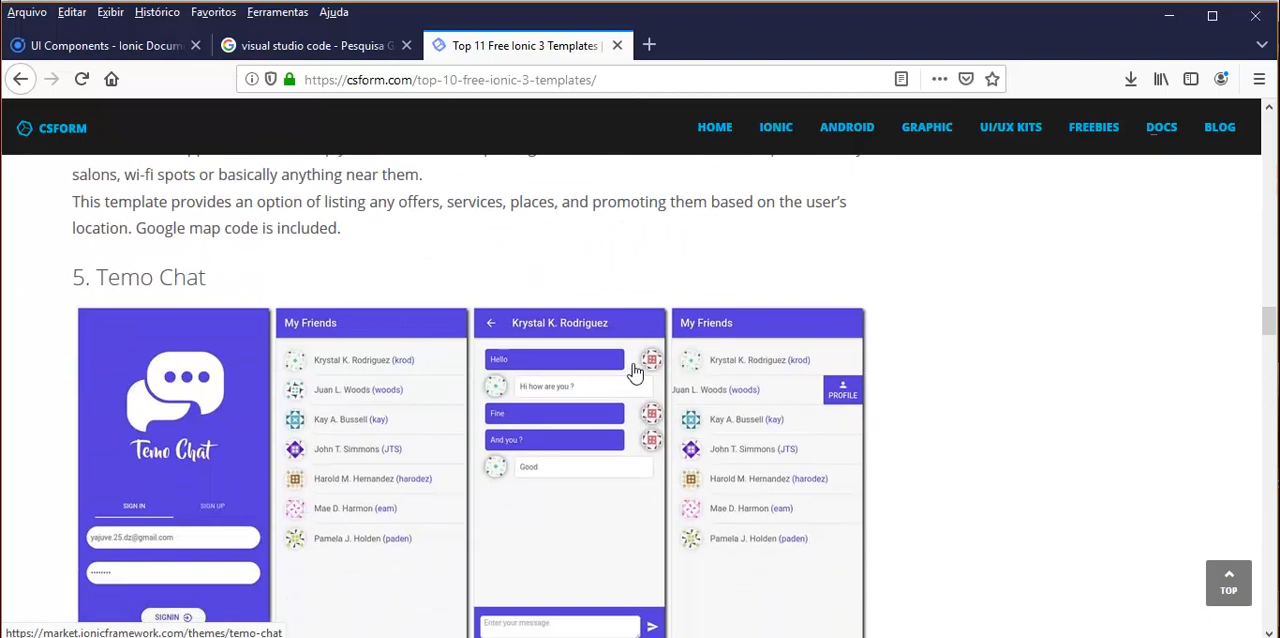 Arquivo Editar Exibir Histórico Favoritos Ferramentas Ajuda
UI Components - Ionic Docum
visual studio code - Pesquisa G
Top 11 Free Ionic 3 Templates |
https://csform.com/top-10-free-ionic-3-templates/
CSFORM
HOME IONIC ANDROID GRAPHIC UI/UX KITS FREEBIES DOCS BLOG
salons, wi-fi spots or basically anything near them.
This template provides an option of listing any offers, services, places, and promoting them based on the user’s
location. Google map code is included.
5. Temo Chat
Temo Chat
SIGN IN SIGN UP
yajuve.25.dz@gmail.com
SIGNIN
My Friends
Krystal K. Rodriguez (krod)
Juan L. Woods (woods)
Kay A. Bussell (kay)
John T. Simmons (JTS)
Harold M. Hernandez (harodez)
Mae D. Harmon (eam)
Pamela J. Holden (paden)
Krystal K. Rodriguez
Hello
Hi how are you ?
Fine
And you ?
Good
Enter your message
My Friends
Krystal K. Rodriguez (krod)
Juan L. Woods (woods)
PROFILE
Kay A. Bussell (kay)
John T. Simmons (JTS)
Harold M. Hernandez (harodez)
Mae D. Harmon (eam)
Pamela J. Holden (paden)
TOP
https://market.ionicframework.com/themes/temo-chat